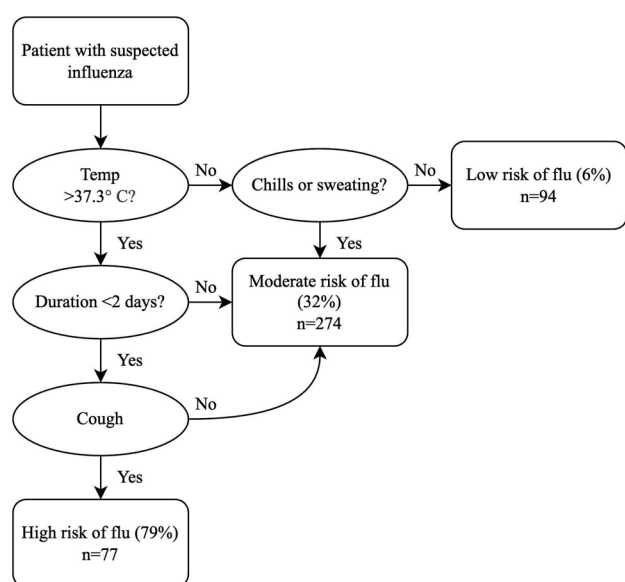 Patient with suspected
influenza
Temp
>37.3° C?
No
Chills or sweating?
No
Low risk of flu (6%)
n=94
Yes
Yes
Duration <2 days?
No
Moderate risk of flu
(32%)
n=274
Yes
Cough
No
Yes
High risk of flu (79%)
n=77